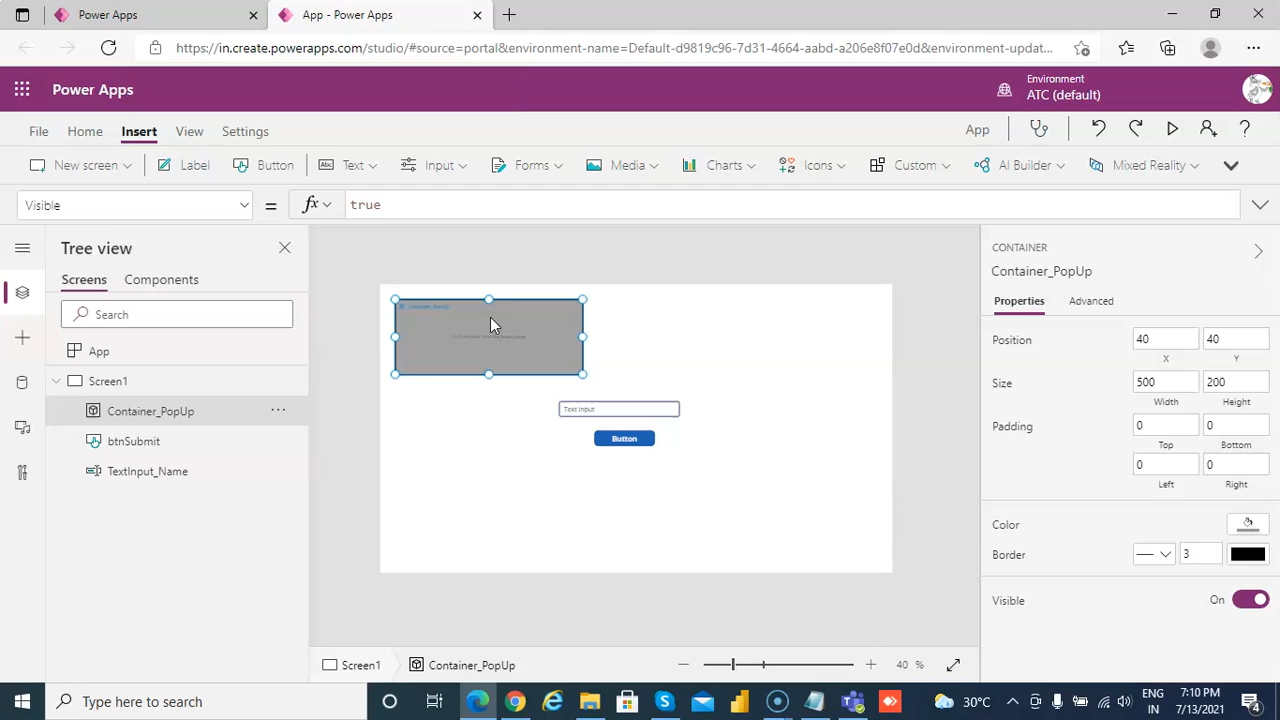 Power Apps
App - Power Apps
https://in.create.powerapps.com/studio/#source=portal&environment-name=Default-d9819c96-7d31-4664-aabd-a206e8f07e0d&environment-updat...
Power Apps
Environment
ATC (default)
File Home Insert View Settings App
New screen Label Button Abc Text Input Forms Media Charts Icons Custom AI Builder Mixed Reality
Visible = fx true
Tree view
Screens Components
Search
App
Screen1
Container_PopUp
btnSubmit
TextInput_Name
Container_PopUp
Text input
Button
CONTAINER
Container_PopUp
Properties Advanced
Position 40 40
X Y
Size 500 200
Width Height
Padding 0 0
Top Bottom
0 0
Left Right
Color
Border 3
Visible On
Screen1 Container_PopUp 40 %
Type here to search
30°C
ENG
IN
7:10 PM
7/13/2021
4